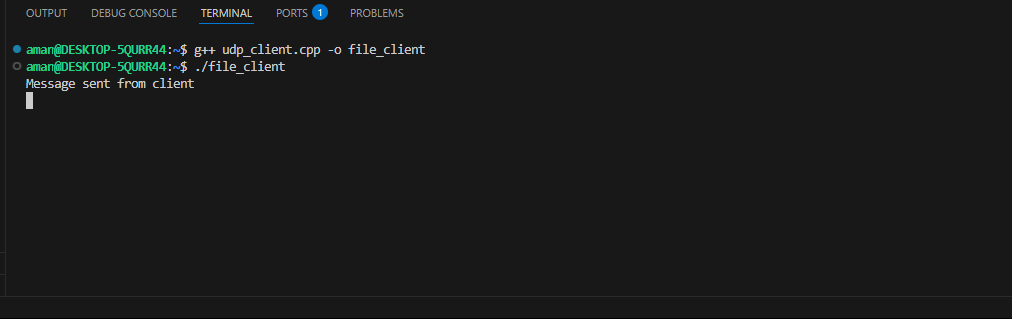 OUTPUT DEBUG CONSOLE TERMINAL PORTS 1 PROBLEMS
aman@DESKTOP-5QURR44:~$ g++ udp_client.cpp -o file_client
aman@DESKTOP-5QURR44:~$ ./file_client
Message sent from client